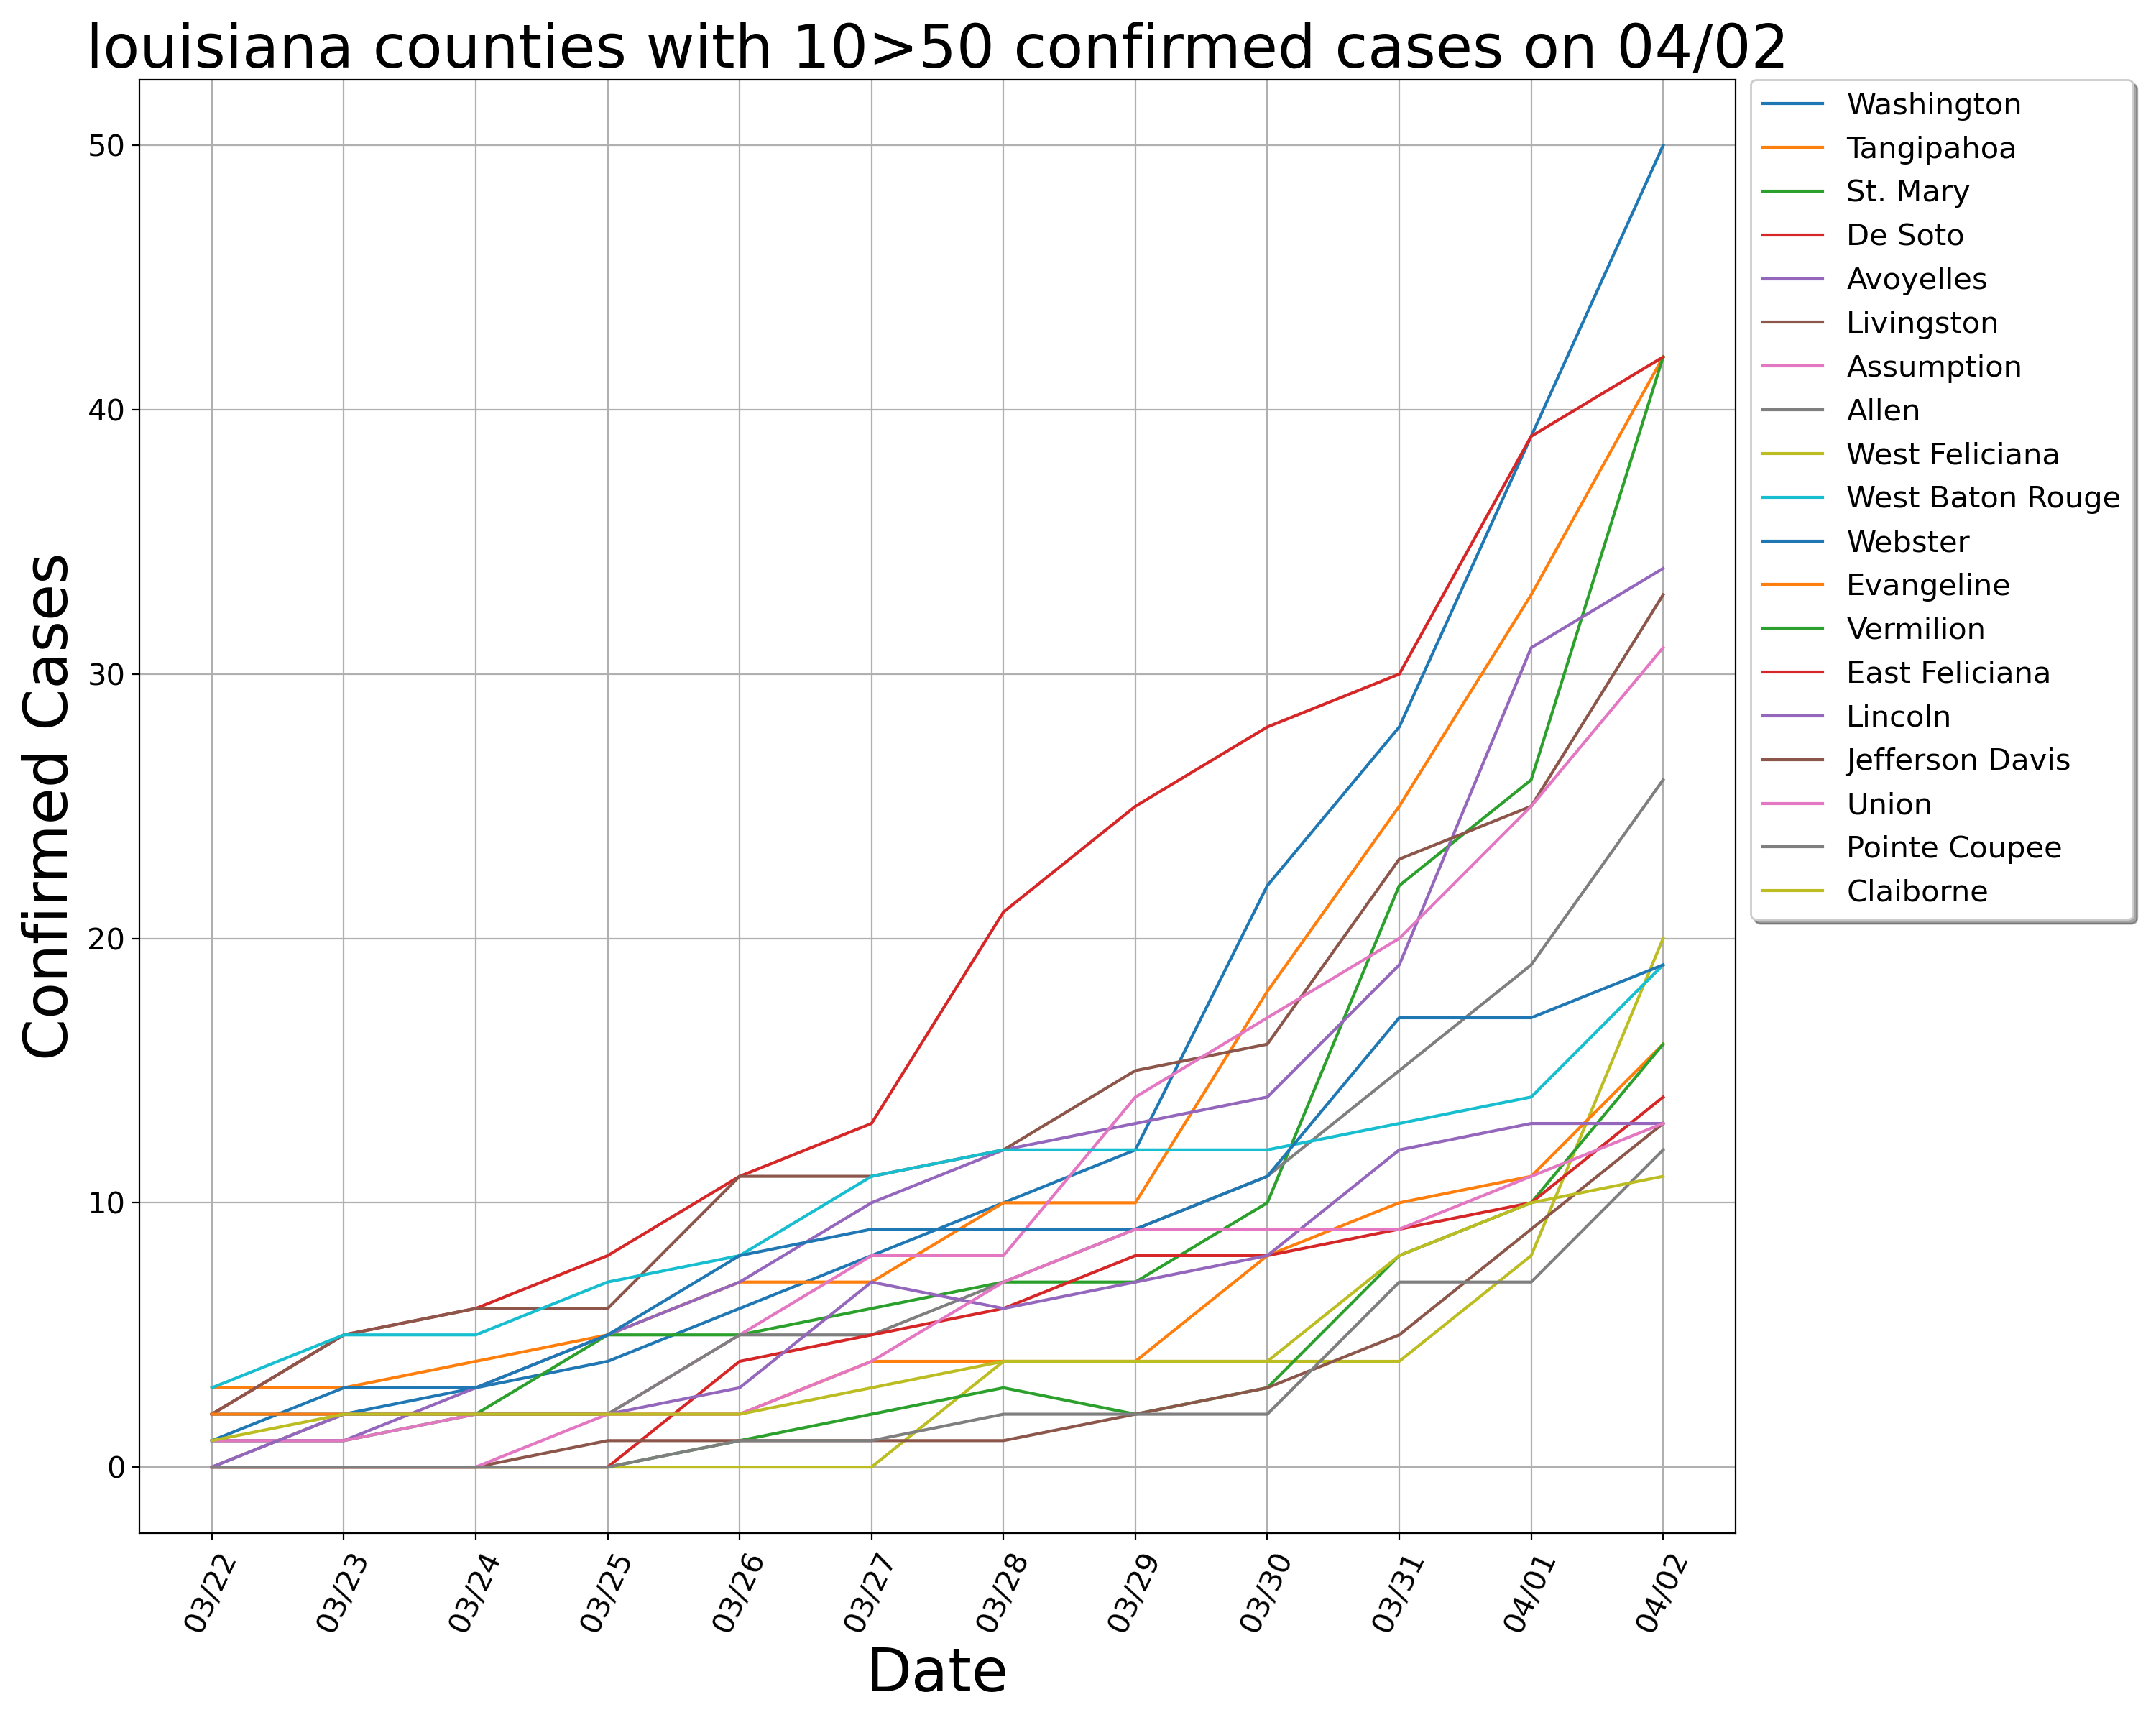 louisiana counties with 10>50 confirmed cases on 04/02
Confirmed Cases
50
40
30
20
10
0
03/22
03/23
03/24
03/25
03/26
03/27
03/28
03/29
03/30
03/31
04/01
04/02
Date
Washington
Tangipahoa
St. Mary
De Soto
Avoyelles
Livingston
Assumption
Allen
West Feliciana
West Baton Rouge
Webster
Evangeline
Vermilion
East Feliciana
Lincoln
Jefferson Davis
Union
Pointe Coupee
Claiborne